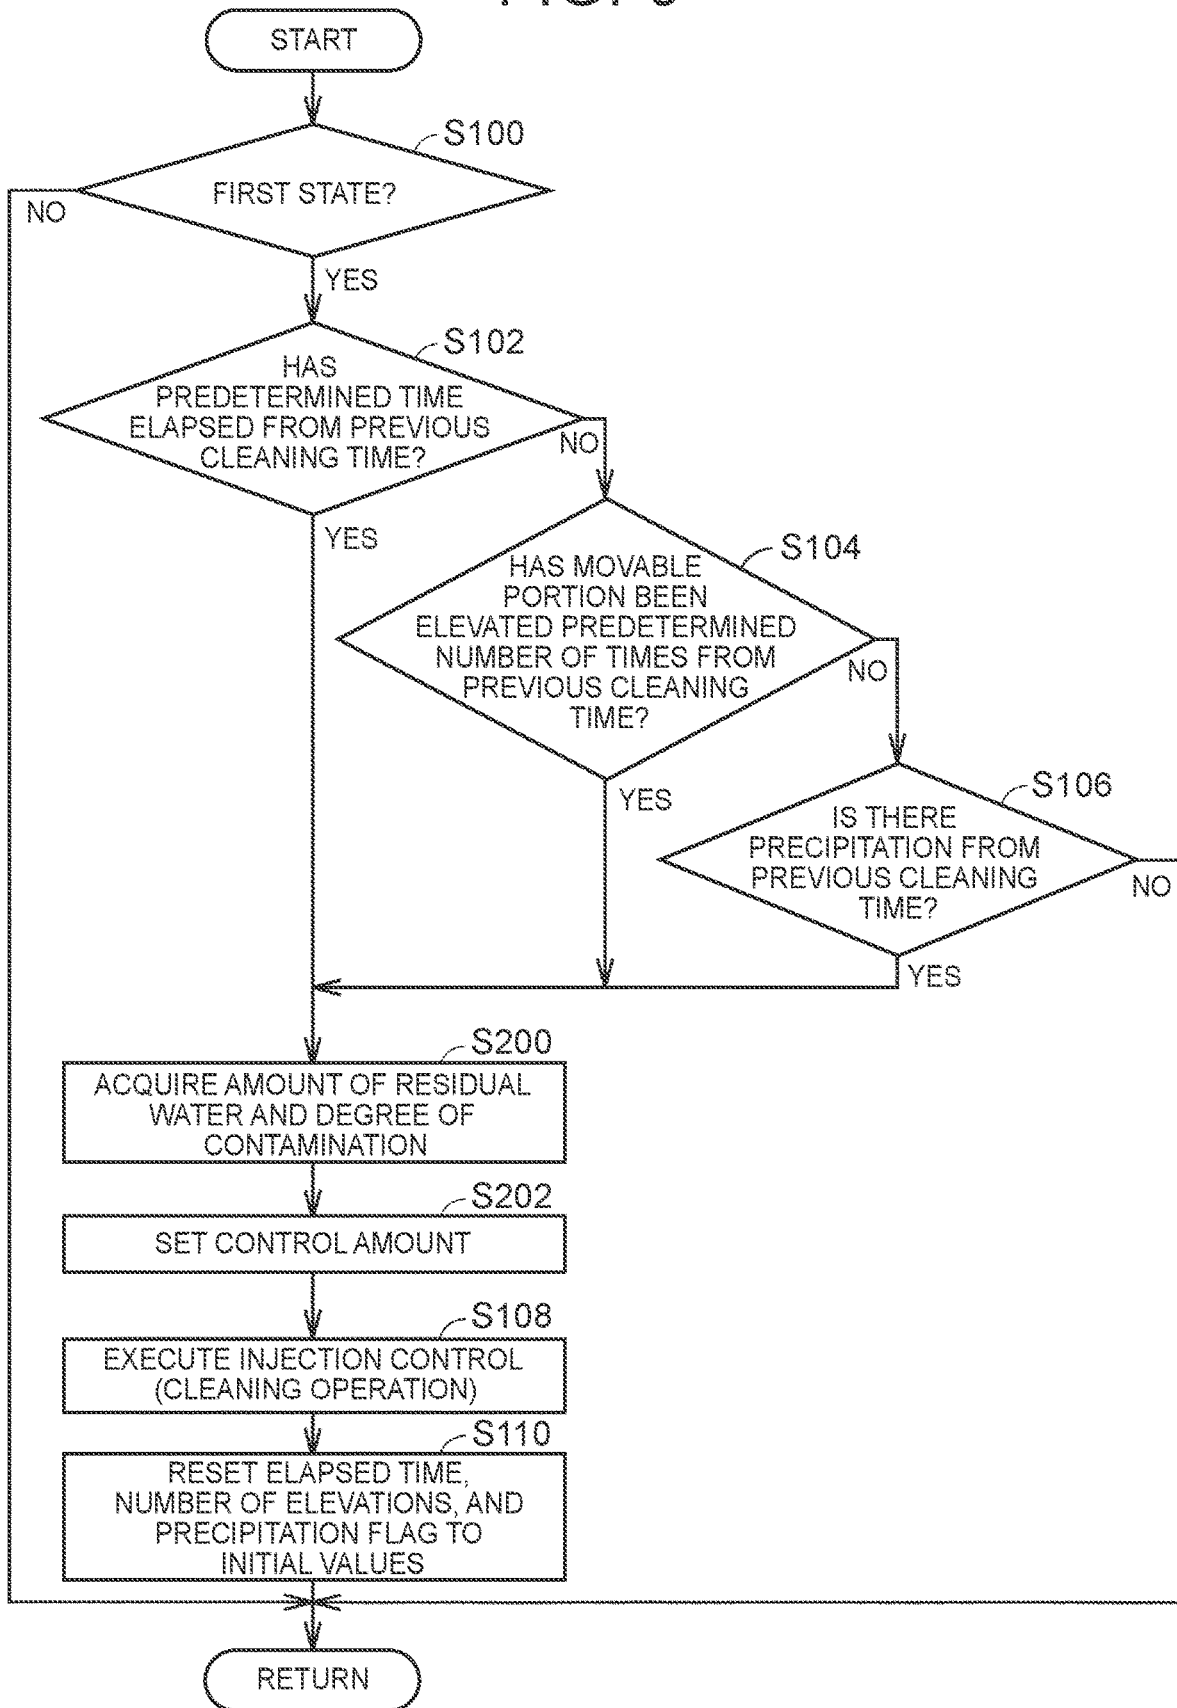 START
S100
FIRST STATE?
NO
YES
S102
HAS
PREDETERMINED TIME
ELAPSED FROM PREVIOUS
CLEANING TIME?
NO
YES
S104
HAS MOVABLE
PORTION BEEN
ELEVATED PREDETERMINED
NUMBER OF TIMES FROM
PREVIOUS CLEANING
TIME?
NO
YES
S106
IS THERE
PRECIPITATION FROM
PREVIOUS CLEANING
TIME?
NO
YES
S200
ACQUIRE AMOUNT OF RESIDUAL
WATER AND DEGREE OF
CONTAMINATION
S202
SET CONTROL AMOUNT
S108
EXECUTE INJECTION CONTROL
(CLEANING OPERATION)
S110
RESET ELAPSED TIME,
NUMBER OF ELEVATIONS, AND
PRECIPITATION FLAG TO
INITIAL VALUES
RETURN